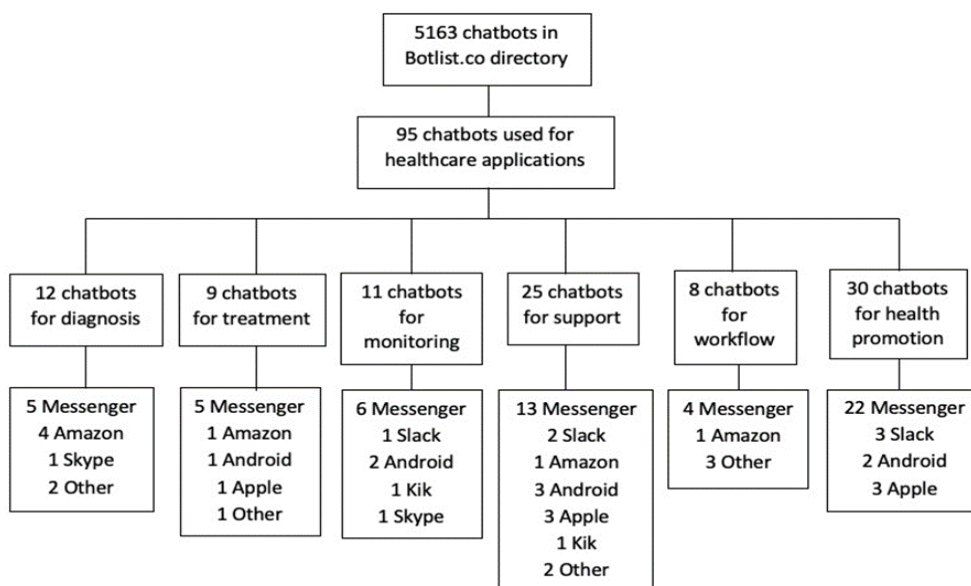 5163 chatbots in
Botlist.co directory
95 chatbots used for
healthcare applications
12 chatbots
for diagnosis
9 chatbots
for treatment
11 chatbots
for
monitoring
25 chatbots
for support
8 chatbots
for
workflow
30 chatbots
for health
promotion
5 Messenger
4 Amazon
1 Skype
2 Other
5 Messenger
1 Amazon
1 Android
1 Apple
1 Other
6 Messenger
1 Slack
2 Android
1 Kik
1 Skype
13 Messenger
2 Slack
1 Amazon
3 Android
3 Apple
1 Kik
2 Other
4 Messenger
1 Amazon
3 Other
22 Messenger
3 Slack
2 Android
3 Apple